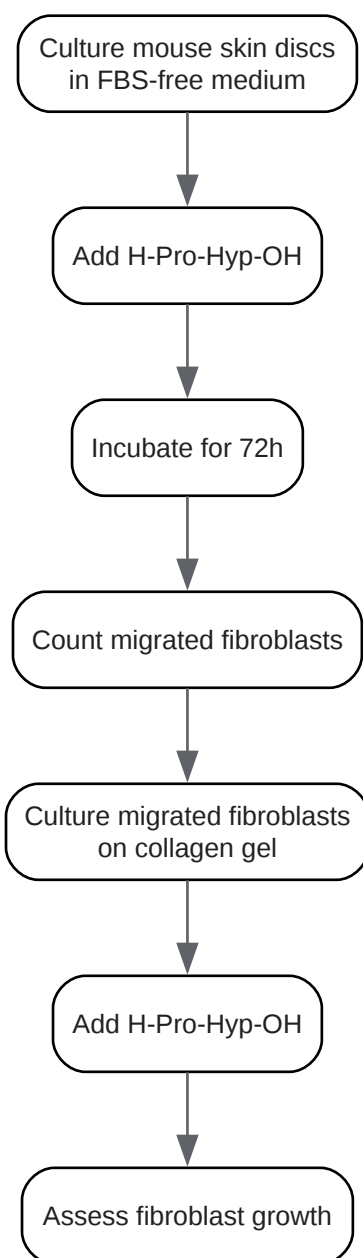 Culture mouse skin discs
in FBS-free medium
Add H-Pro-Hyp-OH
Incubate for 72h
Count migrated fibroblasts
Culture migrated fibroblasts
on collagen gel
Add H-Pro-Hyp-OH
Assess fibroblast growth